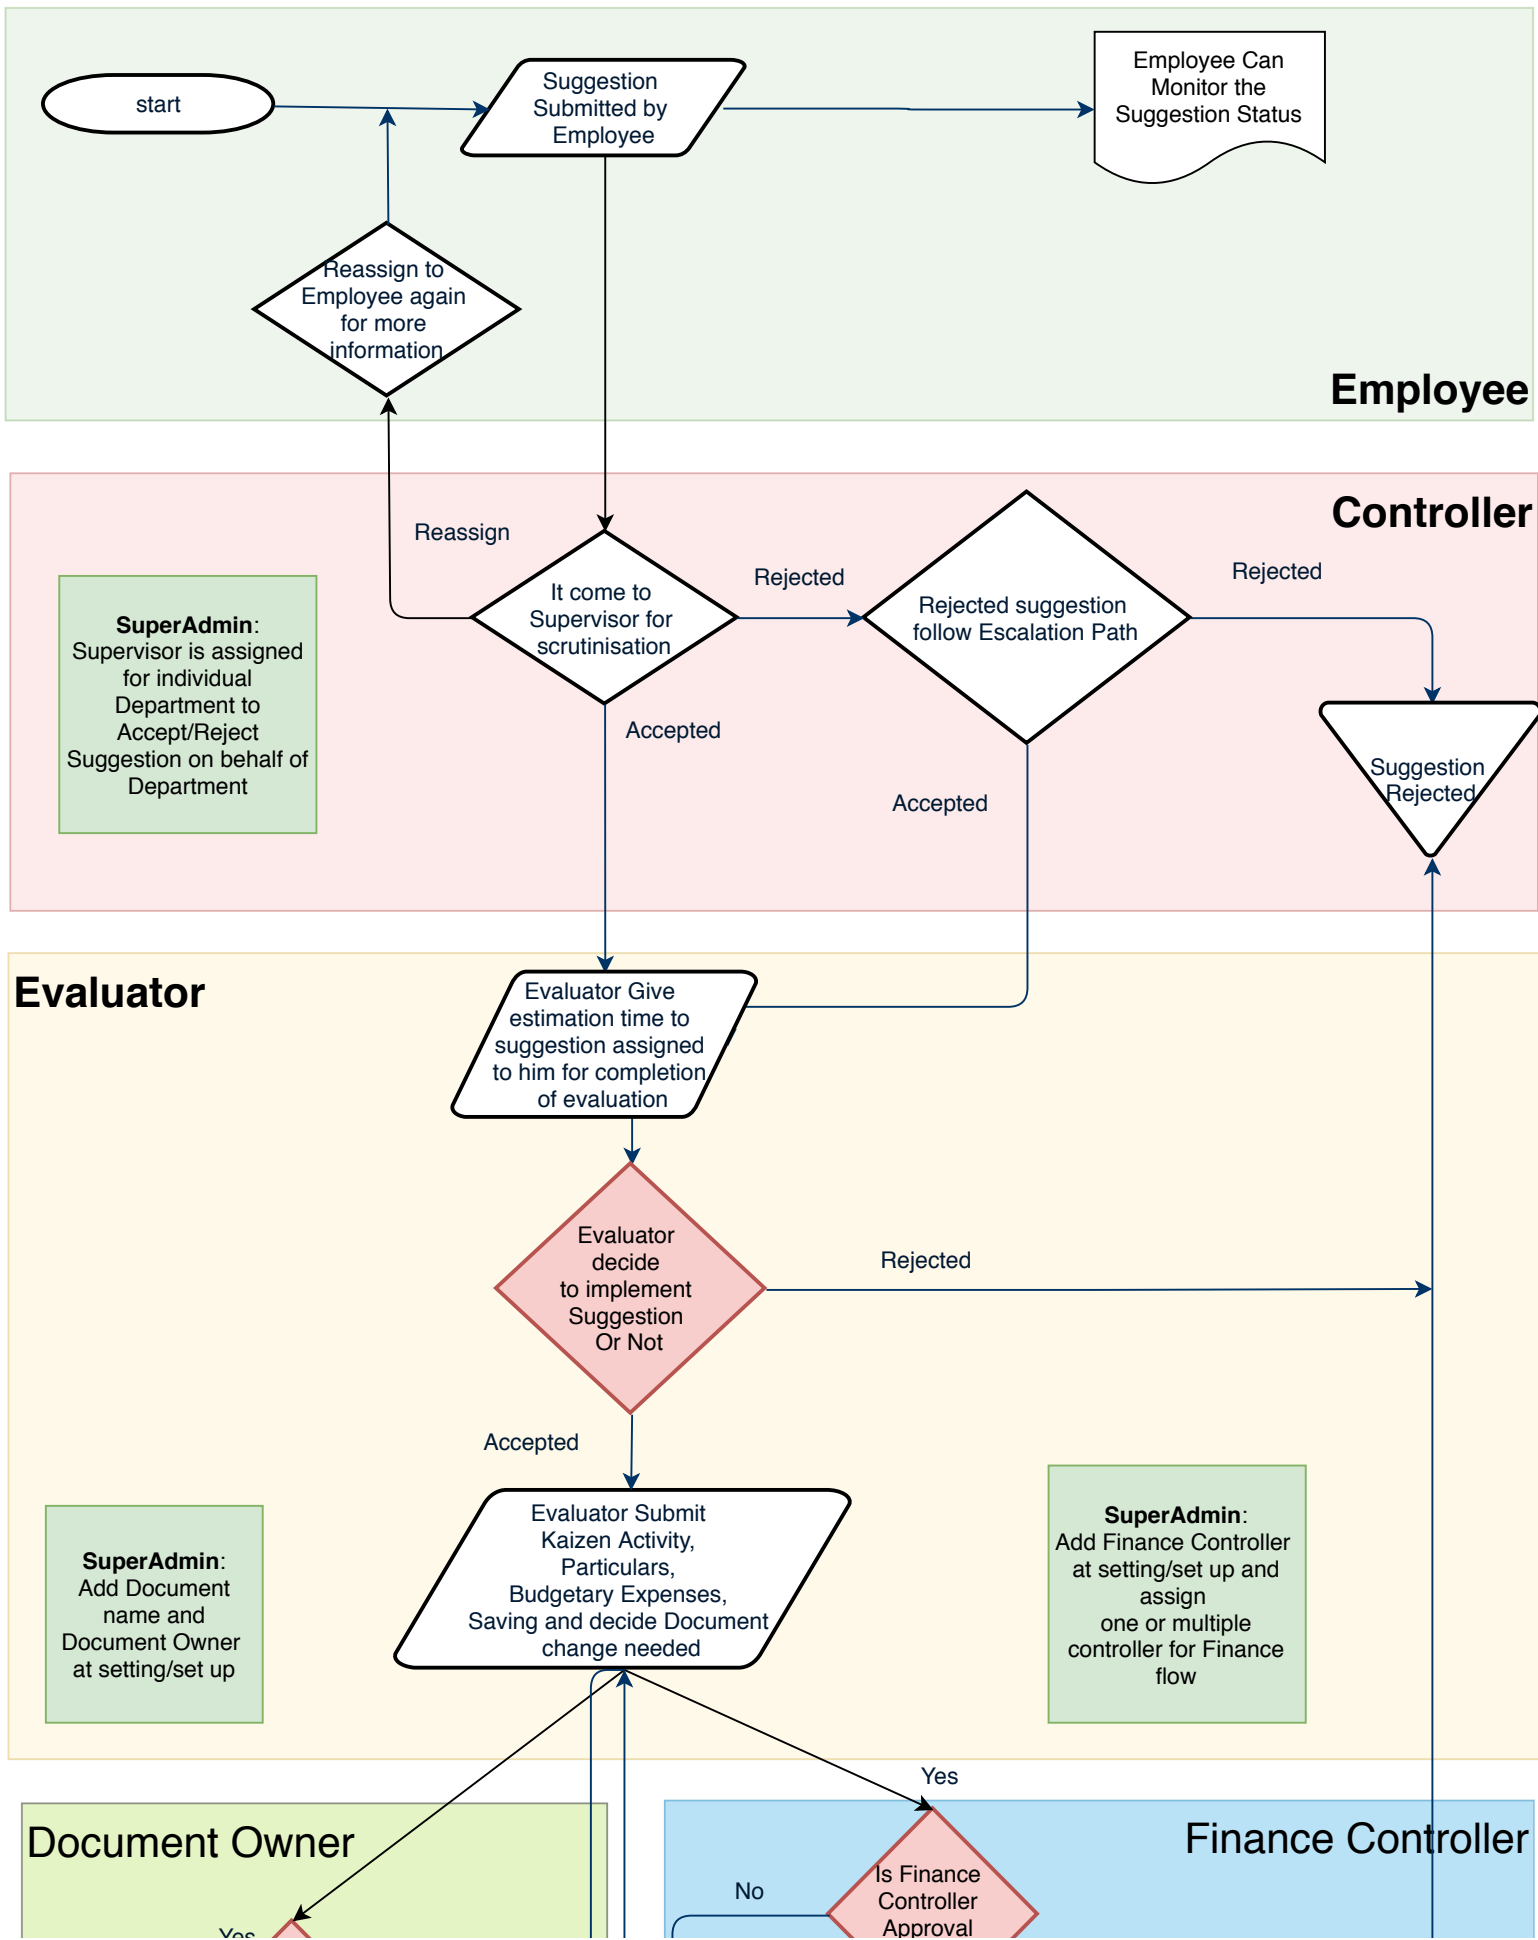 start
Suggestion
Submitted by
Employee
Employee Can
Monitor the
Suggestion Status
Reassign to
Employee again
for more
information
Employee
Controller
Reassign
It come to
Supervisor for
scrutinisation
Rejected
Rejected suggestion
follow Escalation Path
Rejected
SuperAdmin:
Supervisor is assigned
for individual
Department to
Accept/Reject
Suggestion on behalf of
Department
Accepted
Accepted
Suggestion
Rejected
Evaluator
Evaluator Give
estimation time to
suggestion assigned
to him for completion
of evaluation
Evaluator
decide
to implement
Suggestion
Or Not
Rejected
Accepted
SuperAdmin:
Add Document
name and
Document Owner
at setting/set up
Evaluator Submit
Kaizen Activity,
Particulars,
Budgetary Expenses,
Saving and decide Document
change needed
SuperAdmin:
Add Finance Controller
at setting/set up and
assign
one or multiple
controller for Finance
flow
Yes
Document Owner
Finance Controller
Is Finance
Controller
Approval
No
Yes